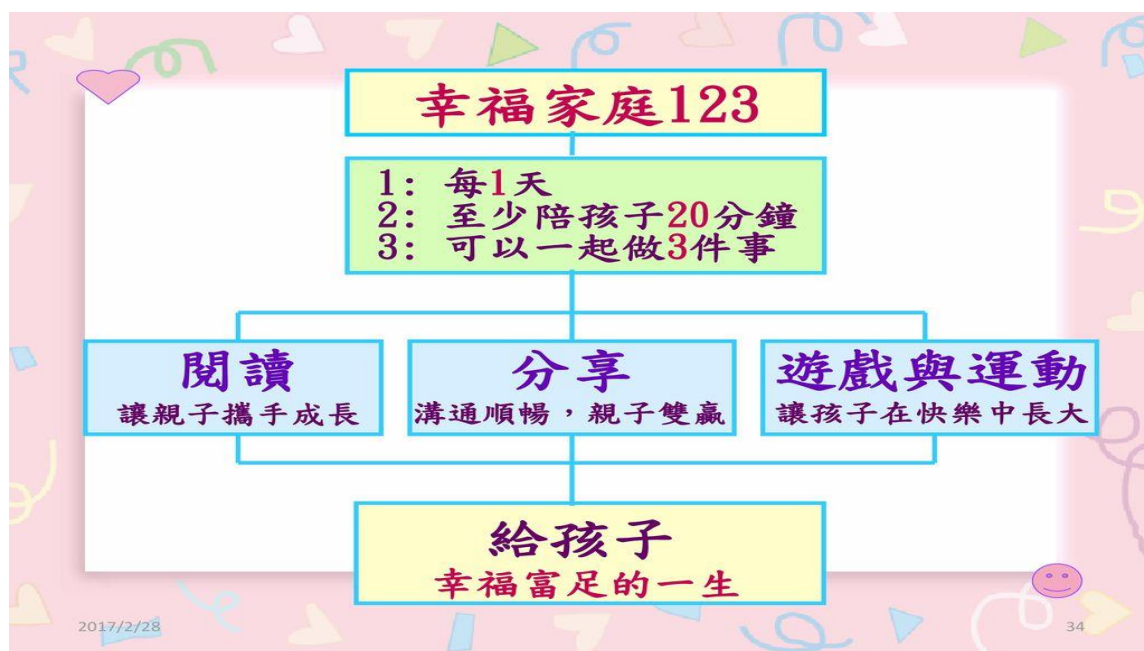 幸福家庭123
1: 每1天
2: 至少陪孩子20分鐘
3: 可以一起做3件事
閱讀
讓親子攜手成長
分享
溝通順暢，親子雙贏
遊戲與運動
讓孩子在快樂中長大
給孩子
幸福富足的一生
2017/2/28
34